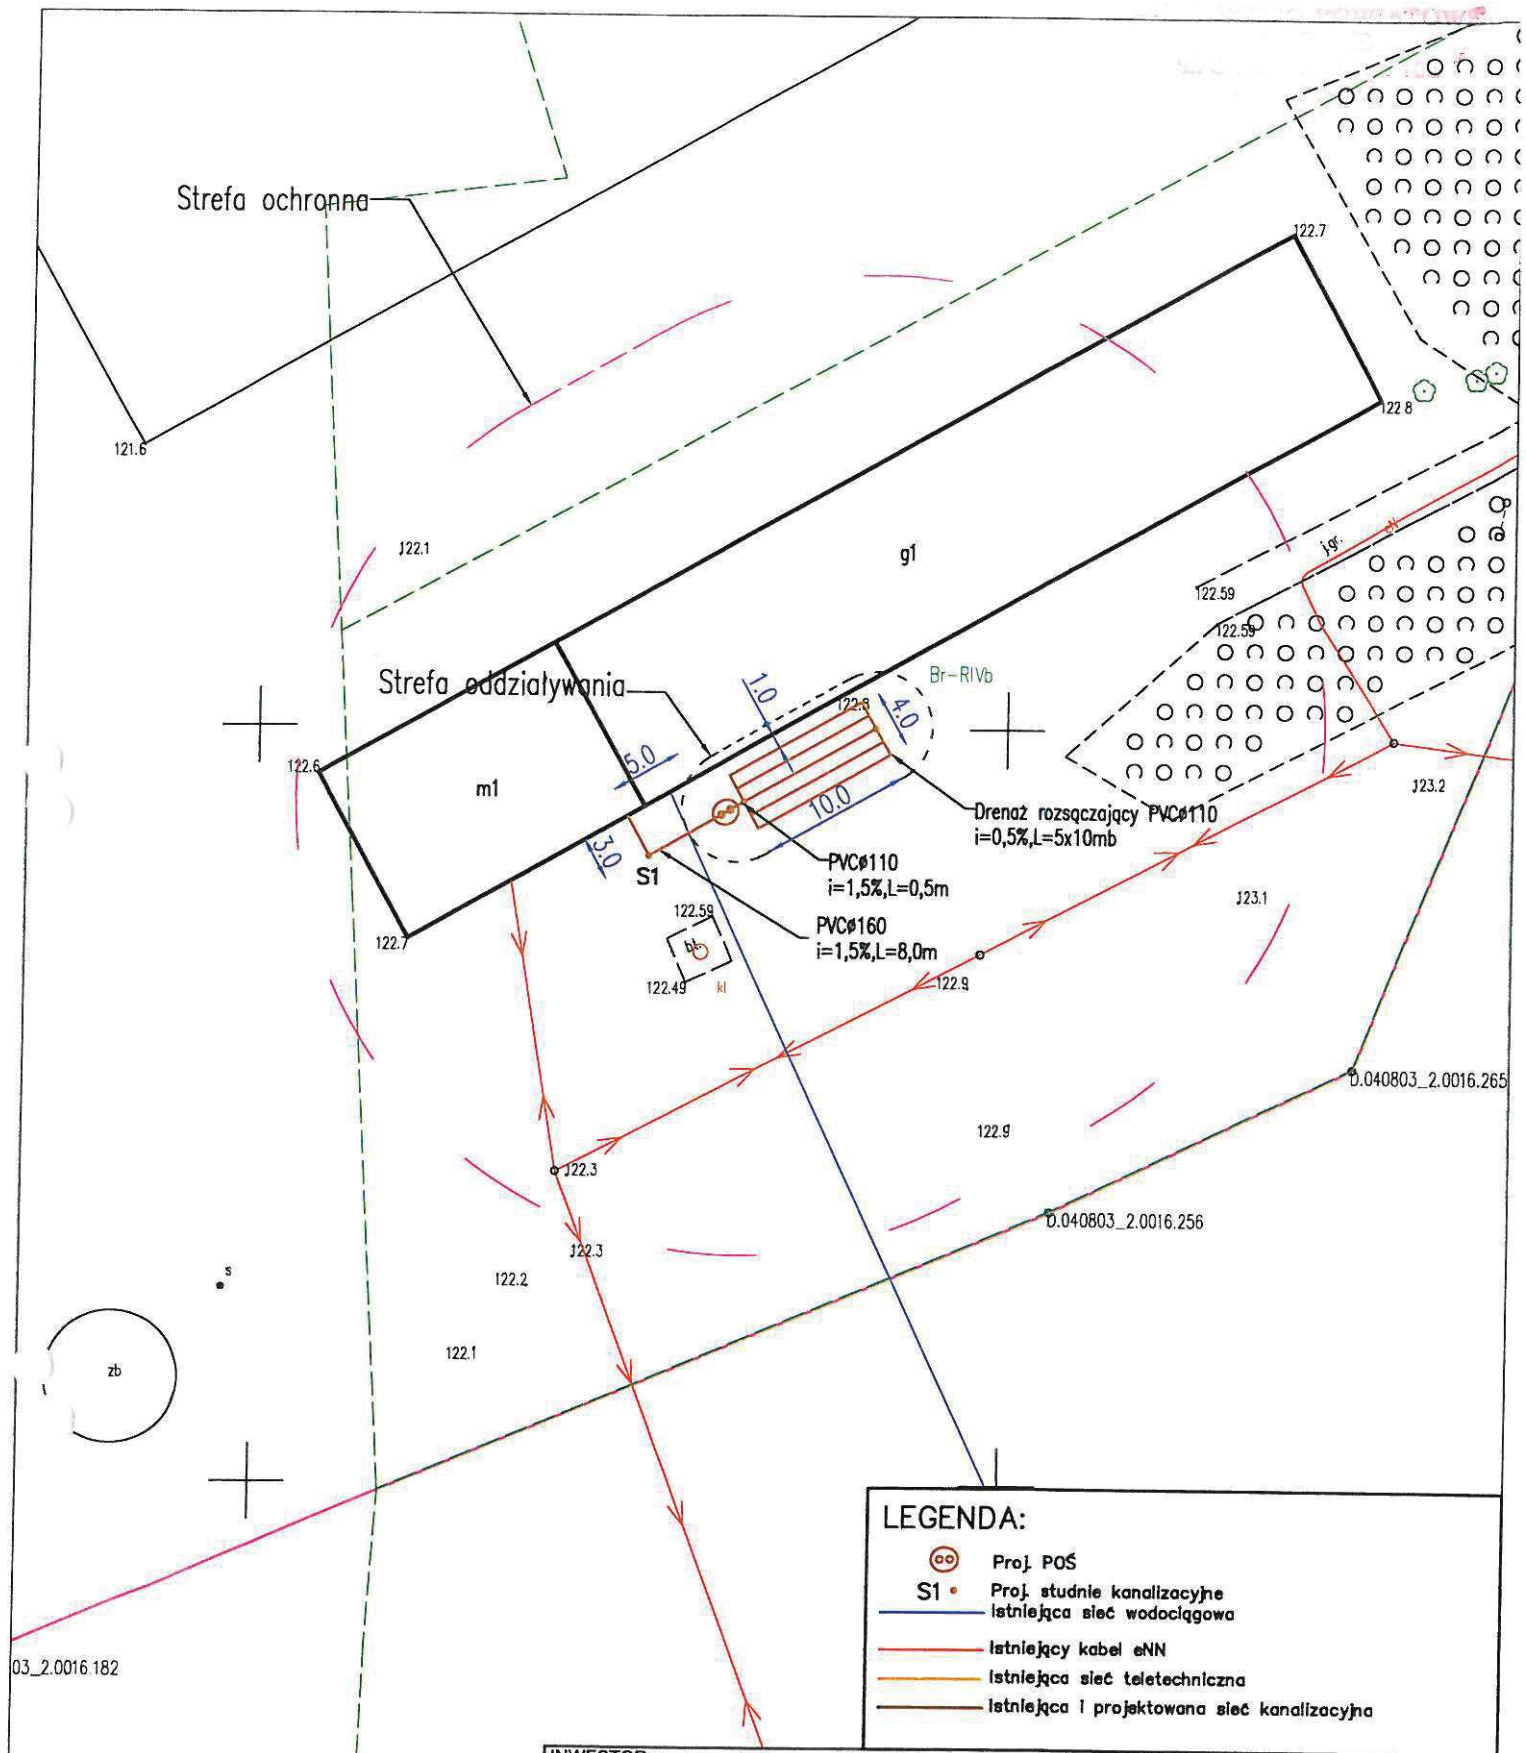 Strefa ochronna
122.7
122.8
121.6
122.1
g1
j.gr.
eN
122.59
122.59
Strefa oddziaływania
Br-RIVb
1.0
122.8
4.0
122.6
5.0
m1
10.0
123.2
Drenaż rozsączający PVCø110
i=0,5%,L=5x10mb
3.0
S1
PVCø110
i=1,5%,L=0,5m
123.1
122.59
PVCø160
i=1,5%,L=8,0m
122.7
bł.
122.49
kl
122.9
D.040803_2.0016.265
122.9
122.3
D.040803_2.0016.256
122.3
s
122.2
122.1
zb
03_2.0016.182
LEGENDA:
Proj. POŚ
S1 Proj. studnie kanalizacyjne
Istniejąca sieć wodociągowa
Istniejący kabel eNN
Istniejąca sieć teletechniczna
Istniejąca i projektowana sieć kanalizacyjna